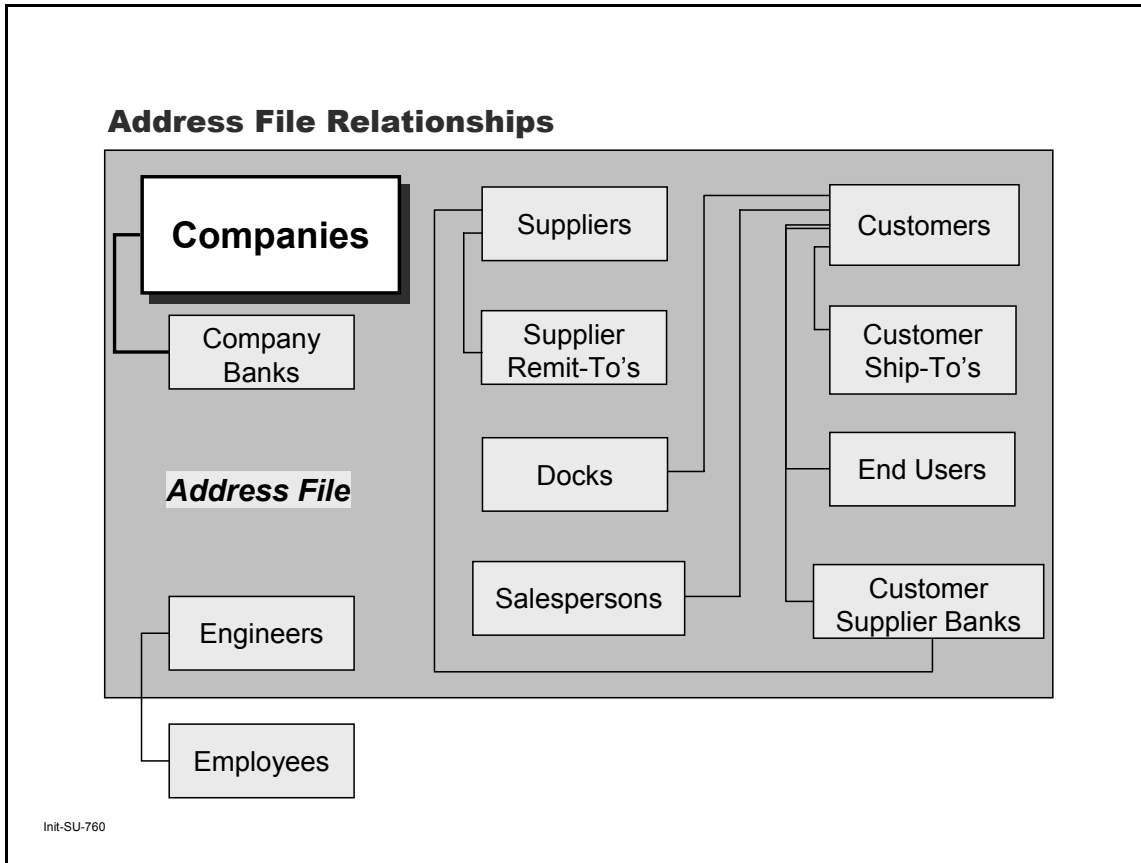 Address File Relationships
Companies
Company
Banks
Address File
Engineers
Employees
Suppliers
Supplier
Remit-To’s
Docks
Salespersons
Customers
Customer
Ship-To’s
End Users
Customer
Supplier Banks
Init-SU-760